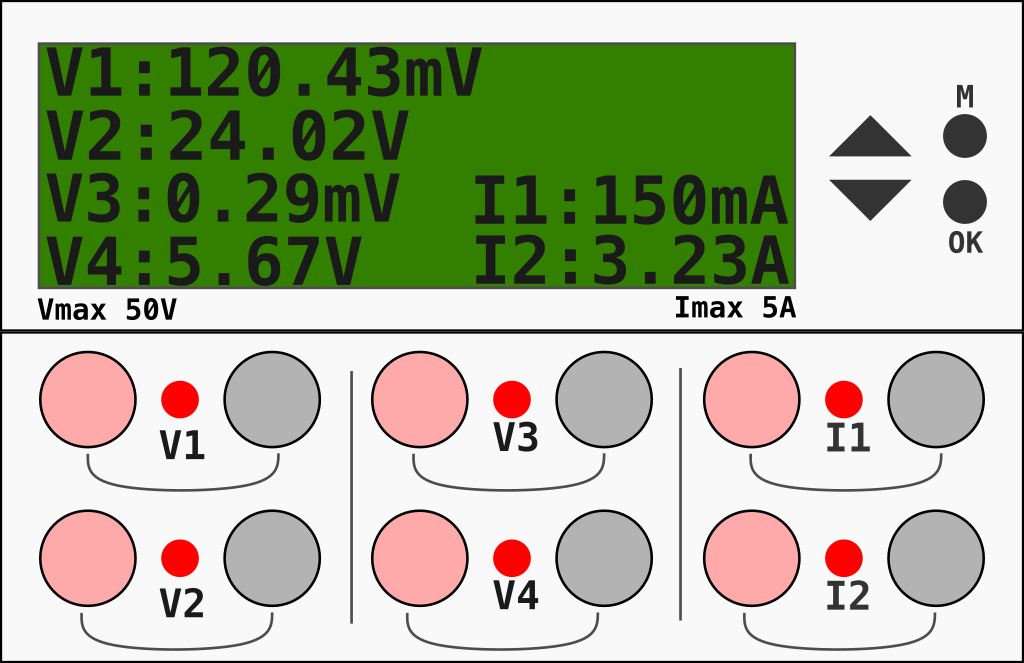 V1:120.43mV
V2:24.02V
V3:0.29mV I1:150mA
V4:5.67V I2:3.23A
M
OK
Vmax 50V Imax 5A
V1 V3 I1
V2 V4 I2